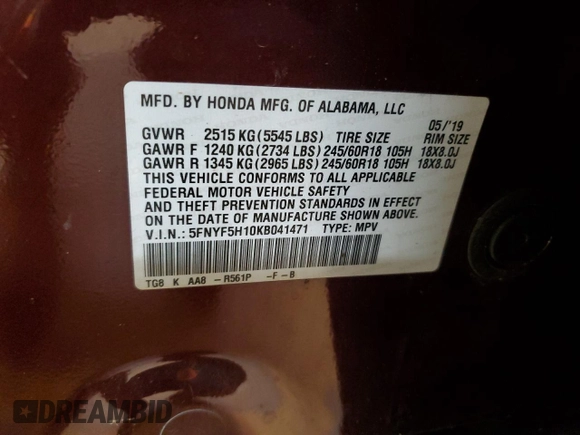 MFD. BY HONDA MFG. OF ALABAMA, LLC
05/'19
GVWR 2515 KG(5545 LBS) TIRE SIZE RIM SIZE
GAWR F 1240 KG(2734 LBS) 245/60R18 105H 18X8.0J
GAWR R 1345 KG(2965 LBS) 245/60R18 105H 18X8.0J
THIS VEHICLE CONFORMS TO ALL APPLICABLE
FEDERAL MOTOR VEHICLE SAFETY
AND THEFT PREVENTION STANDARDS IN EFFECT
ON THE DATE OF MANUFACTURE SHOWN ABOVE.
V.I.N.: 5FNYF5H10KB041471 TYPE: MPV
TG8 K AA8 -R561P -F-B
DREAMBID